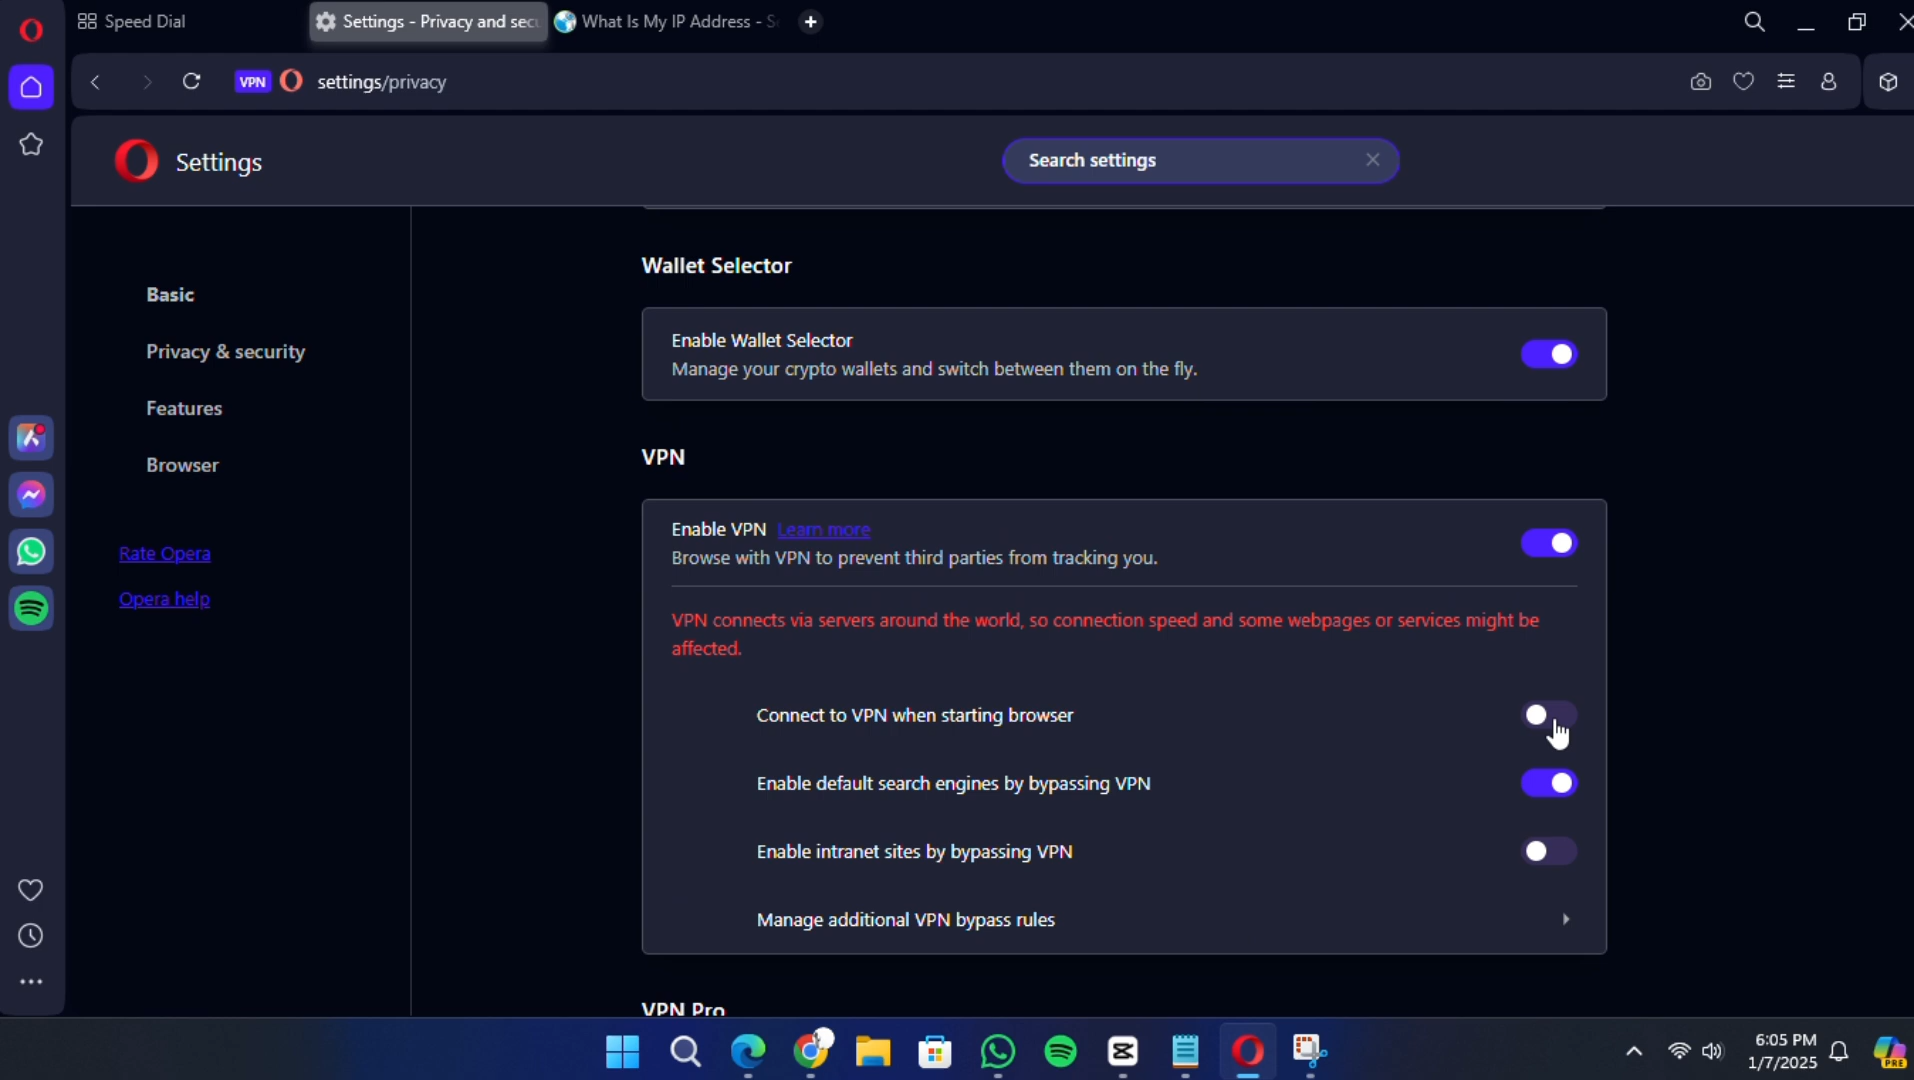 Speed Dial
Settings - Privacy and secu
What Is My IP Address - S
VPN
settings/privacy
Settings
Search settings
Basic
Privacy & security
Features
Browser
Rate Opera
Opera help
Wallet Selector
Enable Wallet Selector
Manage your crypto wallets and switch between them on the fly.
VPN
Enable VPN Learn more
Browse with VPN to prevent third parties from tracking you.
VPN connects via servers around the world, so connection speed and some webpages or services might be
affected.
Connect to VPN when starting browser
Enable default search engines by bypassing VPN
Enable intranet sites by bypassing VPN
Manage additional VPN bypass rules
VPN Pro
6:05 PM
1/7/2025
PRE